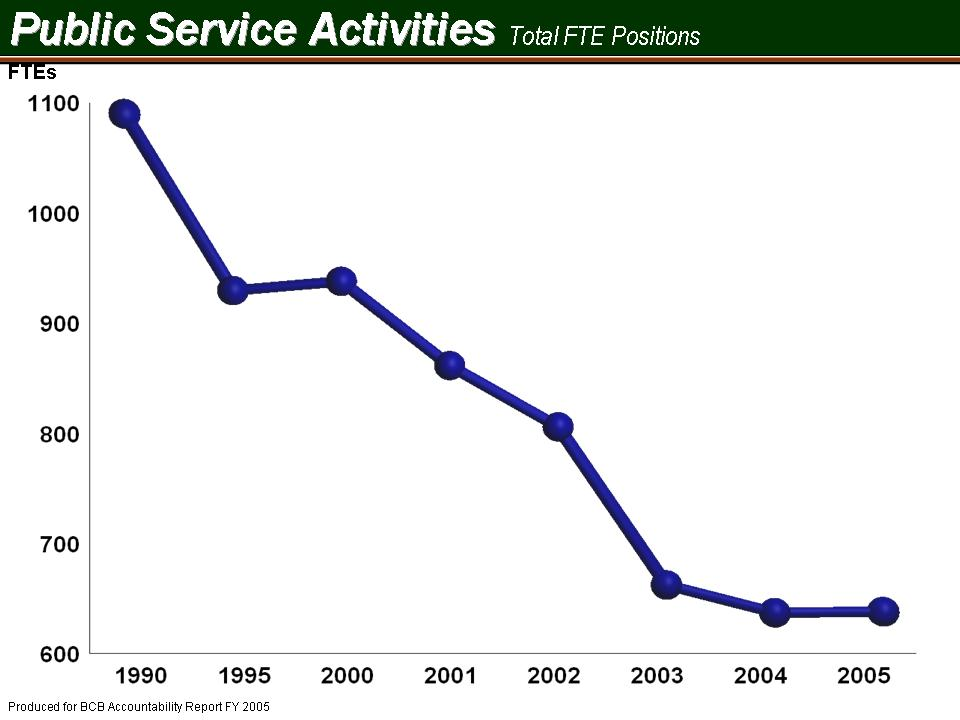 Public Service Activities Total FTE Positions
FTEs
1100
1000
900
800
700
600
1990 1995 2000 2001 2002 2003 2004 2005
Produced for BCB Accountability Report FY 2005